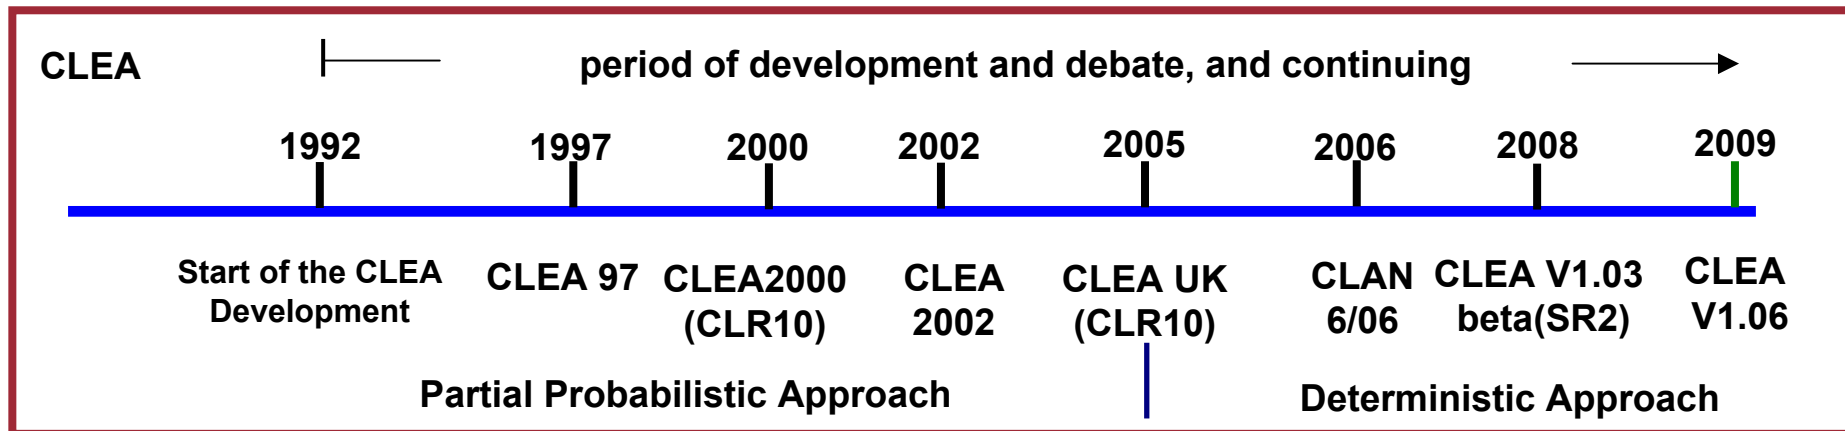 CLEA
period of development and debate, and continuing
1992 1997 2000 2002 2005 2006 2008 2009
Start of the CLEA
Development
CLEA 97
CLEA2000
(CLR10)
CLEA
2002
CLEA UK
(CLR10)
CLAN
6/06
CLEA V1.03
beta(SR2)
CLEA
V1.06
Partial Probabilistic Approach
Deterministic Approach